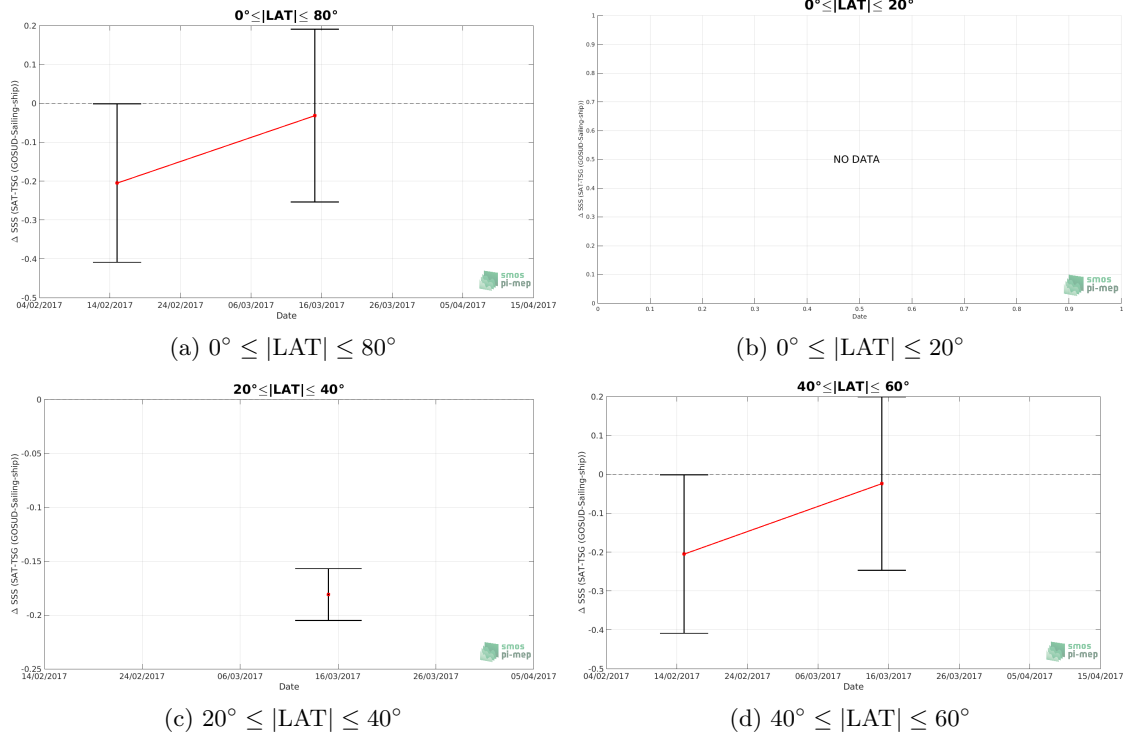 0°≤|LAT|≤ 80°
0.2
0.1
0
-0.1
-0.2
-0.3
-0.4
-0.5
Δ SSS (SAT-TSG (GOSUD-Sailing-ship))
04/02/2017 14/02/2017 24/02/2017 06/03/2017 16/03/2017 26/03/2017 05/04/2017 15/04/2017
Date
smos
pi-mep
(a) 0° ≤ |LAT| ≤ 80°
0°≤|LAT|≤ 20°
1
0.9
0.8
0.7
0.6
0.5
0.4
0.3
0.2
0.1
0
Δ SSS (SAT-TSG (GOSUD-Sailing-ship))
NO DATA
0 0.1 0.2 0.3 0.4 0.5 0.6 0.7 0.8 0.9 1
Date
smos
pi-mep
(b) 0° ≤ |LAT| ≤ 20°
20°≤|LAT|≤ 40°
0
-0.05
-0.1
-0.15
-0.2
-0.25
Δ SSS (SAT-TSG (GOSUD-Sailing-ship))
14/02/2017 24/02/2017 06/03/2017 16/03/2017 26/03/2017 05/04/2017
Date
smos
pi-mep
(c) 20° ≤ |LAT| ≤ 40°
40°≤|LAT|≤ 60°
0.2
0.1
0
-0.1
-0.2
-0.3
-0.4
-0.5
Δ SSS (SAT-TSG (GOSUD-Sailing-ship))
04/02/2017 14/02/2017 24/02/2017 06/03/2017 16/03/2017 26/03/2017 05/04/2017 15/04/2017
Date
smos
pi-mep
(d) 40° ≤ |LAT| ≤ 60°